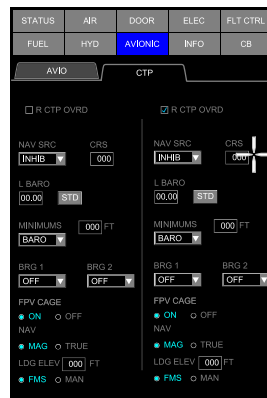 STATUS AIR DOOR ELEC FLT CTRL
FUEL HYD AVIONIC INFO CB
AVIO CTP
R CTP OVRD R CTP OVRD
NAV SRC CRS NAV SRC CRS
INHIB 000 INHIB 000
L BARO L BARO
00.00 STD 00.00 STD
MINIMUMS 000 FT MINIMUMS 000 FT
BARO BARO
BRG 1 BRG 2 BRG 1 BRG 2
OFF OFF OFF OFF
FPV CAGE FPV CAGE
ON OFF ON OFF
NAV NAV
MAG TRUE MAG TRUE
LDG ELEV 000 FT LDG ELEV 000 FT
FMS MAN FMS MAN